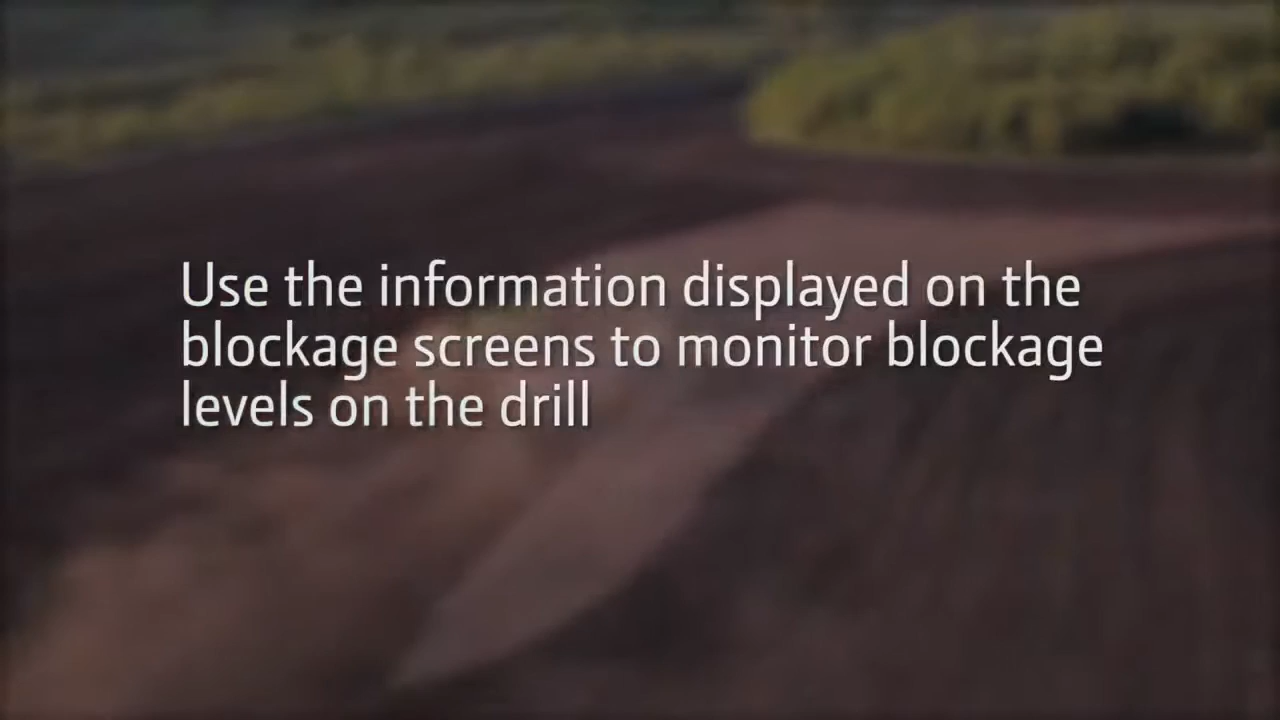 Use the information displayed on the
blockage screens to monitor blockage
levels on the drill